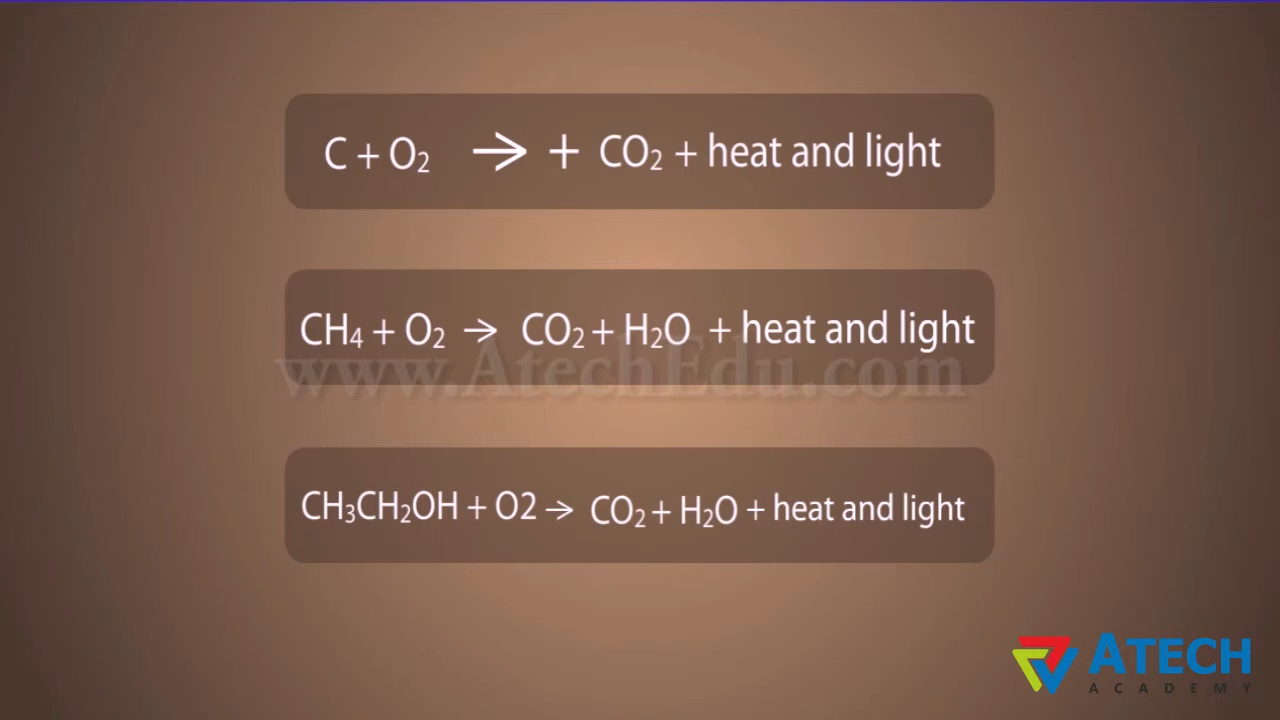 C + O₂ → + CO₂ + heat and light
CH₄ + O₂ → CO₂ + H₂O + heat and light
www.AtechEdu.com
CH₃CH₂OH + O2 → CO₂ + H₂O + heat and light
ATECH
ACADEMY